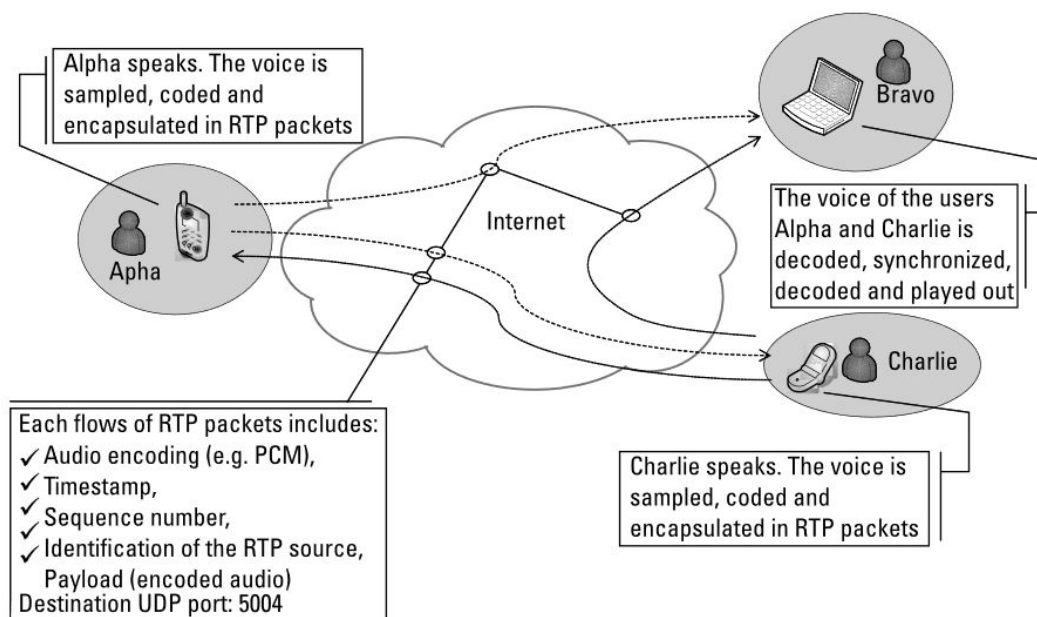 Alpha speaks. The voice is
sampled, coded and
encapsulated in RTP packets
Bravo
Internet
Apha
The voice of the users
Alpha and Charlie is
decoded, synchronized,
decoded and played out
Charlie
Each flows of RTP packets includes:
✓ Audio encoding (e.g. PCM),
✓ Timestamp,
✓ Sequence number,
✓ Identification of the RTP source,
✓ Payload (encoded audio)
Destination UDP port: 5004
Charlie speaks. The voice is
sampled, coded and
encapsulated in RTP packets